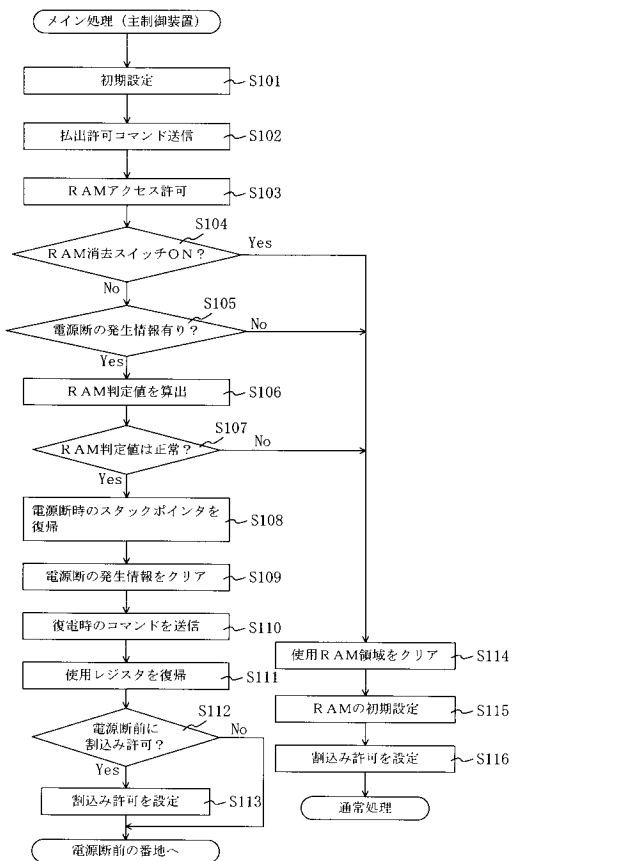 メイン処理（主制御装置）
初期設定
S101
払出許可コマンド送信
S102
ＲＡＭアクセス許可
S103
S104
ＲＡＭ消去スイッチＯＮ？
Yes
No
S105
電源断の発生情報有り？
No
Yes
ＲＡＭ判定値を算出
S106
S107
ＲＡＭ判定値は正常？
No
Yes
電源断時のスタックポインタを
復帰
S108
電源断の発生情報をクリア
S109
復電時のコマンドを送信
S110
使用レジスタを復帰
S111
S112
電源断前に
割込み許可？
No
Yes
割込み許可を設定
S113
電源断前の番地へ
使用ＲＡＭ領域をクリア
S114
ＲＡＭの初期設定
S115
割込み許可を設定
S116
通常処理